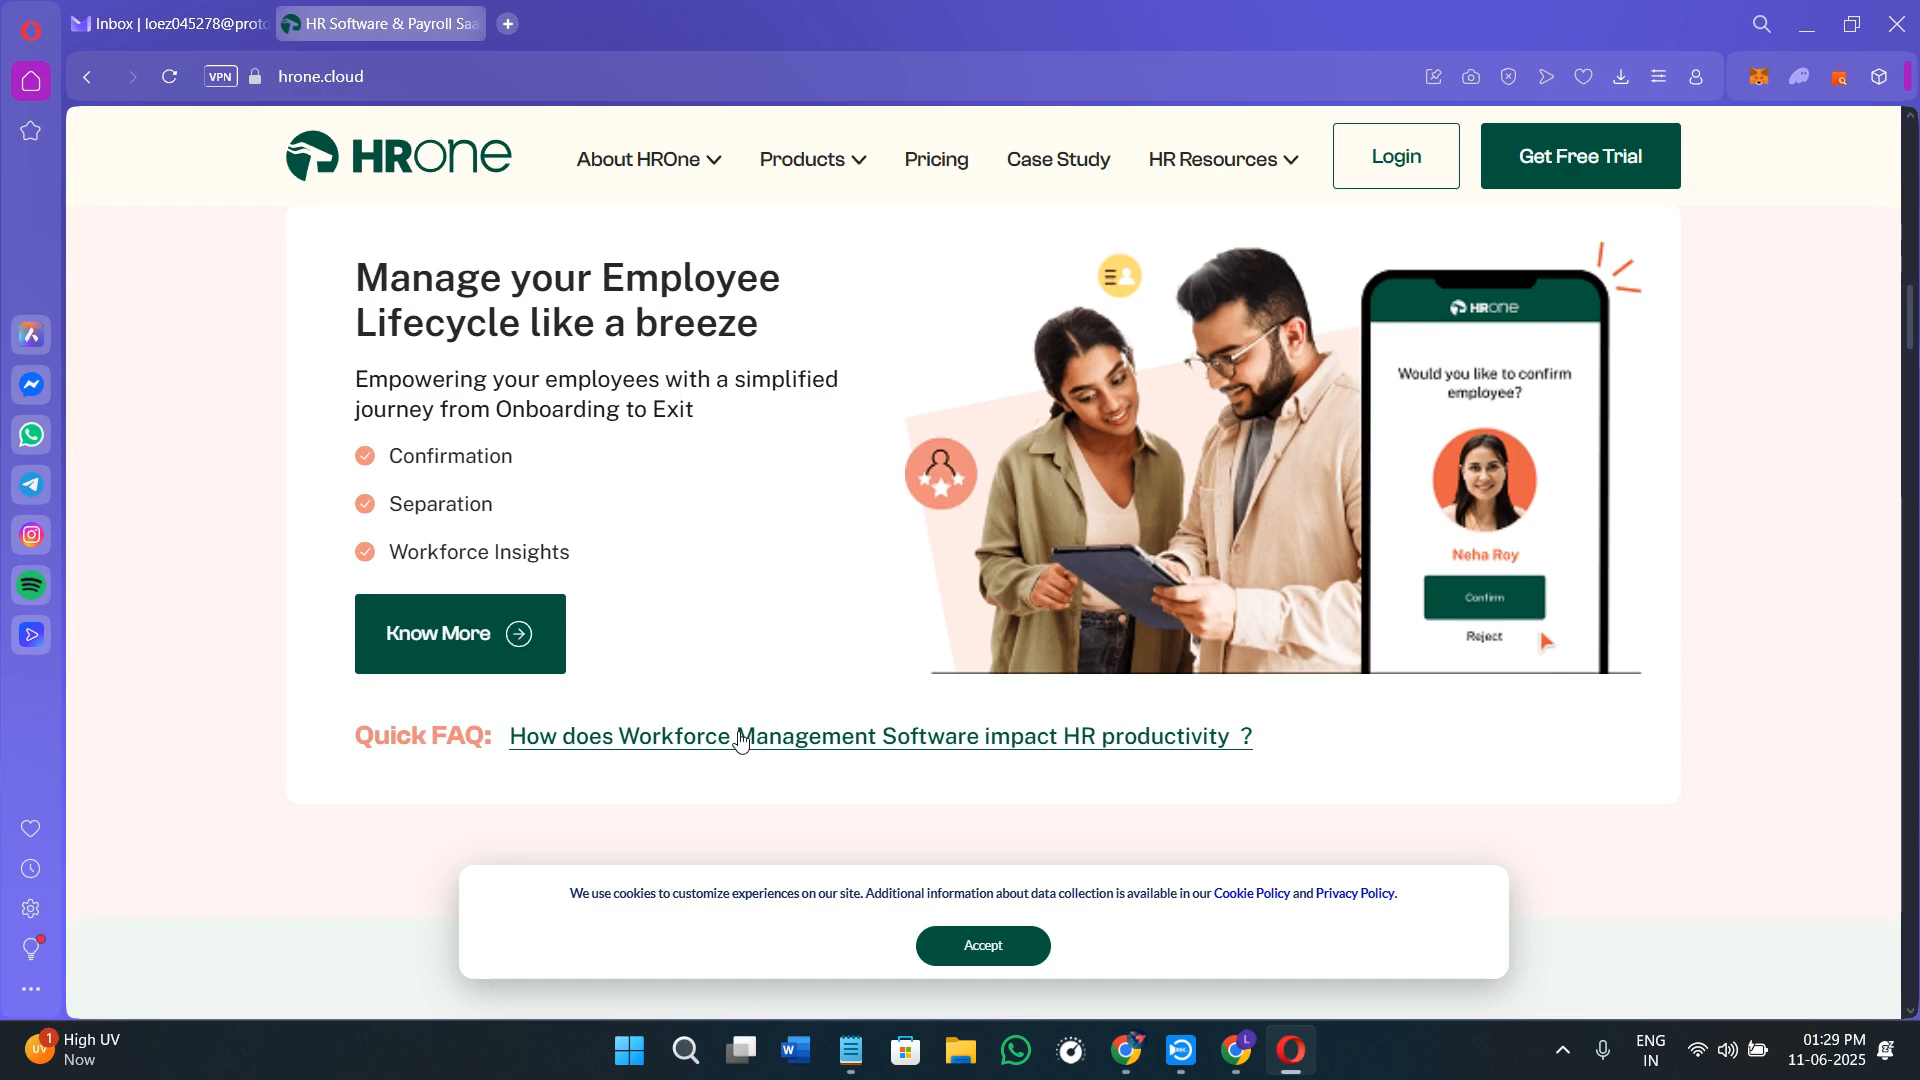 Inbox | loez045278@proto
HR Software & Payroll Saa
VPN
hrone.cloud
HRONE
About HROne
Products
Pricing
Case Study
HR Resources
Login
Get Free Trial
Manage your Employee
Lifecycle like a breeze
Empowering your employees with a simplified
journey from Onboarding to Exit
Confirmation
Separation
Workforce Insights
Know More
HRONE
Would you like to confirm
employee?
Neha Roy
Confirm
Reject
Quick FAQ: How does Workforce Management Software impact HR productivity ?
We use cookies to customize experiences on our site. Additional information about data collection is available in our Cookie Policy and Privacy Policy.
Accept
UV
1
High UV
Now
W
REC
L
ENG
IN
01:29 PM
11-06-2025